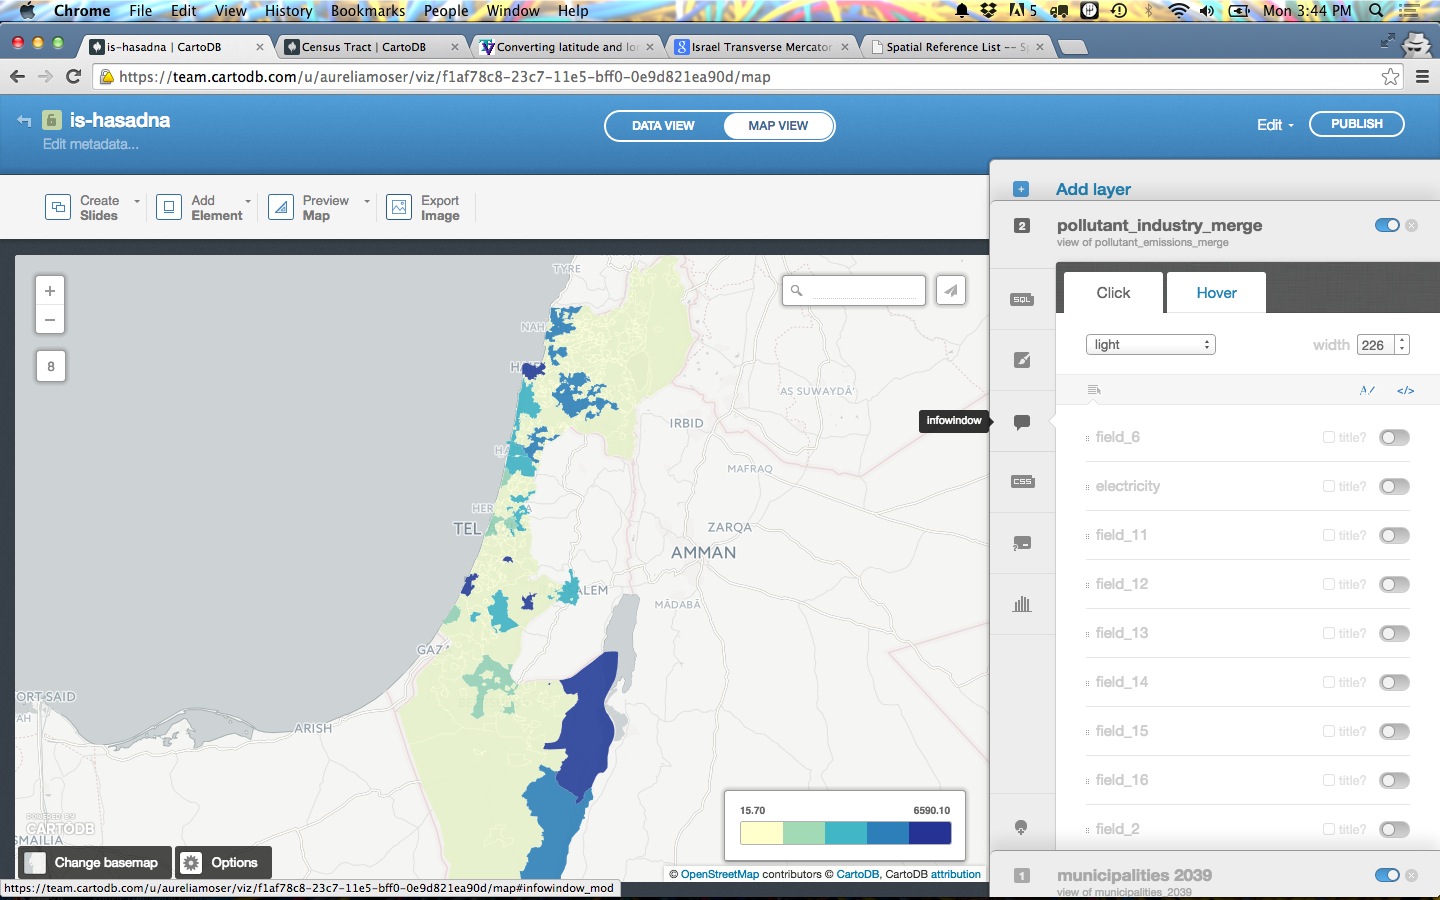 Chrome File Edit View History Bookmarks People Window Help 5 Mon 3:44 PM
is-hasadna | CartoDB Census Tract | CartoDB Converting latitude and lon Israel Transverse Mercator Spatial Reference List -- S
https://team.cartodb.com/u/aureliamoser/viz/f1af78c8-23c7-11e5-bff0-0e9d821ea90d/map
is-hasadna
Edit metadata...
DATA VIEW MAP VIEW
Edit PUBLISH
Create Slides
Add Element
Preview Map
Export Image
+ Add layer
2 pollutant_industry_merge
view of pollutant_emissions_merge
Click Hover
light width 226
A/ </>
SQL
infowindow
CSS
field_6 title?
electricity title?
field_11 title?
field_12 title?
field_13 title?
field_14 title?
field_15 title?
field_16 title?
field_2 title?
1 municipalities 2039
view of municipalities_2039
+
−
8
TYRE
NAH
H
AS SUWAYDĀ'
IRBID
HA
MAFRAQ
HER A
TEL
ZARQA
AMMAN
ALEM
MĀDABĀ
GAZ
ORT SAID
AH
ARISH
SMAILIA
POWERED BY
CARTODB
15.70 6590.10
Change basemap Options
© OpenStreetMap contributors © CartoDB, CartoDB attribution
https://team.cartodb.com/u/aureliamoser/viz/f1af78c8-23c7-11e5-bff0-0e9d821ea90d/map#infowindow_mod